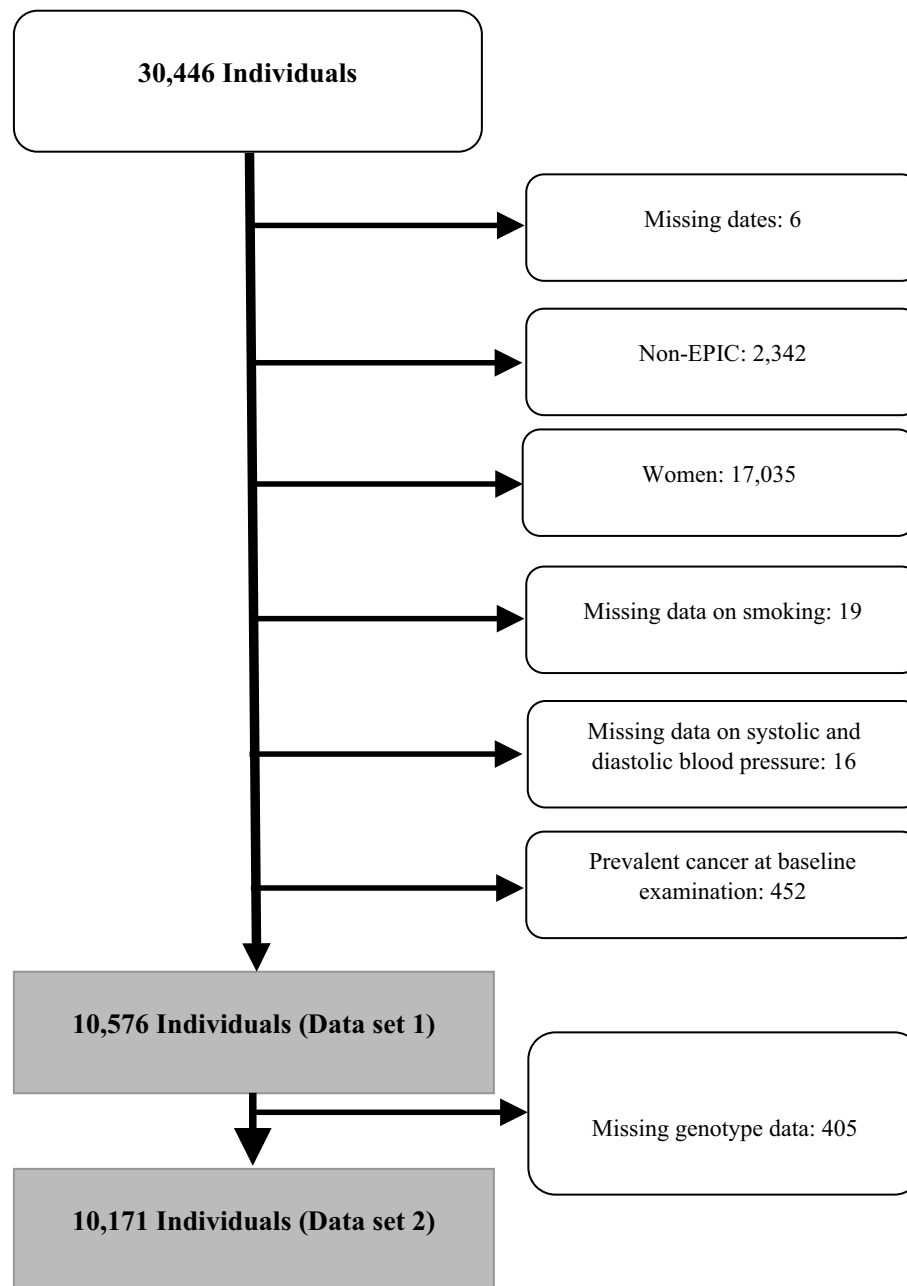 30,446 Individuals
Missing dates: 6
Non-EPIC: 2,342
Women: 17,035
Missing data on smoking: 19
Missing data on systolic and
diastolic blood pressure: 16
Prevalent cancer at baseline
examination: 452
10,576 Individuals (Data set 1)
Missing genotype data: 405
10,171 Individuals (Data set 2)